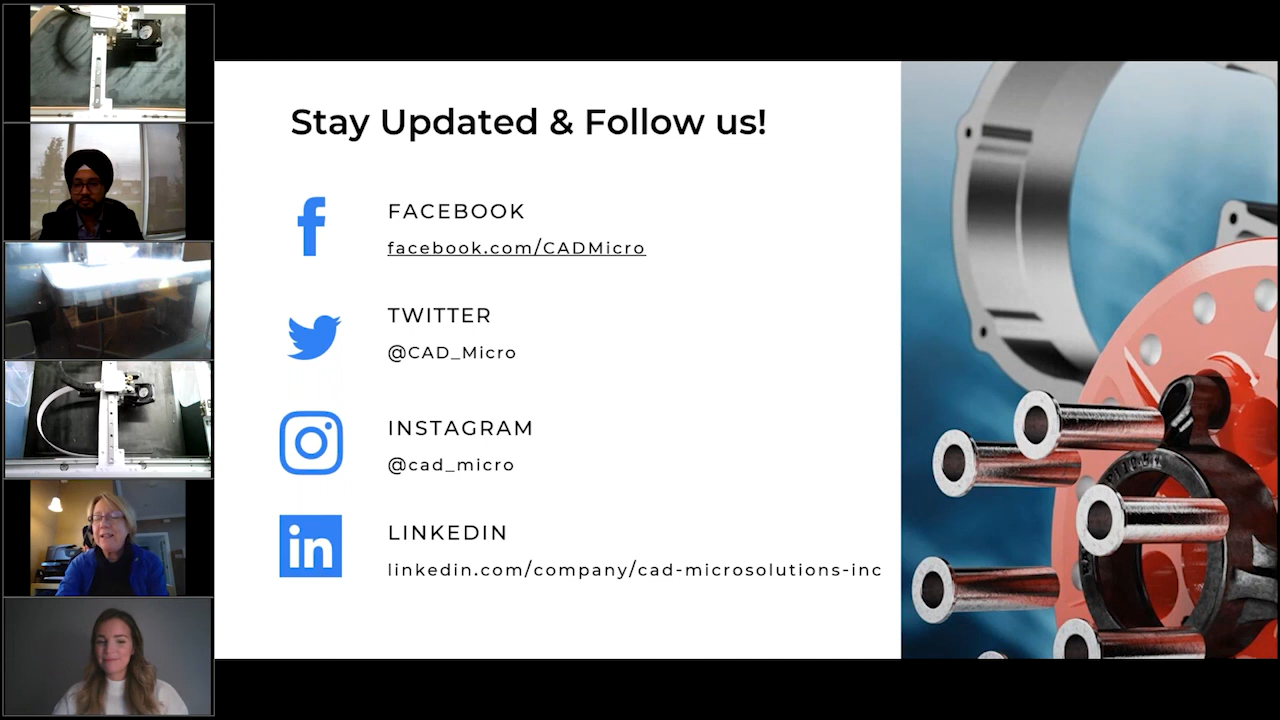 Stay Updated & Follow us!
FACEBOOK
facebook.com/CADMicro
TWITTER
@CAD_Micro
INSTAGRAM
@cad_micro
in
LINKEDIN
linkedin.com/company/cad-microsolutions-inc